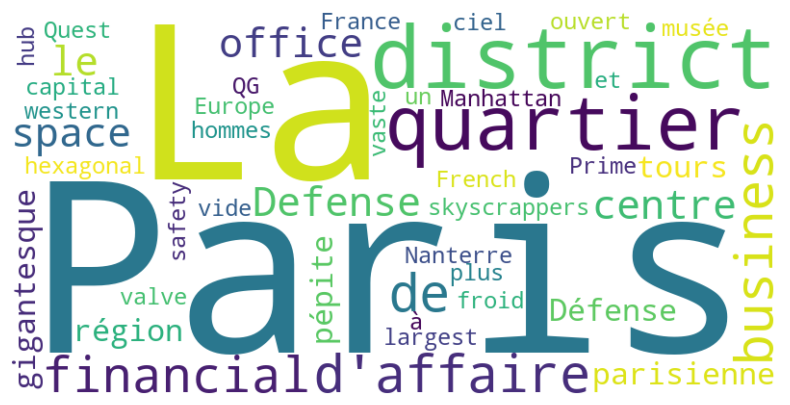 La
Paris
district
quartier
office
France
ciel
ouvert
musée
hub
Quest
le
capital
western
QG
Europe
hommes
vaste
un
Manhattan
et
space
hexagonal
Prime
tours
French
business
safety
vide
Defense
skyscrappers
centre
gigantesque
Nanterre
de
plus
froid
valve
pépite
à
Défense
région
largest
financial
d'affaire
parisienne